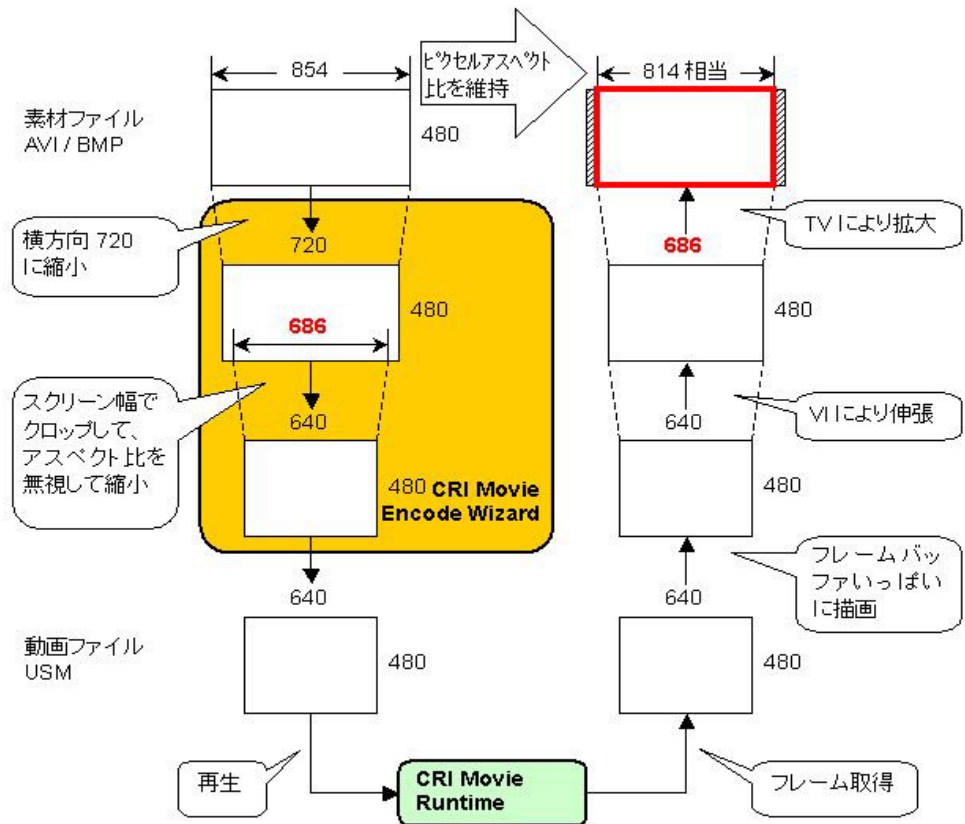 854
ピクセルアスペクト
比を維持
814 相当
素材ファイル
AVI / BMP
480
横方向 720
に縮小
720
TVにより拡大
686
480
480
686
スクリーン幅で
クロップして、
アスペクト比を
無視して縮小
640
VIにより伸張
640
480 CRI Movie
Encode Wizard
480
フレームバッ
ファいっぱい
に描画
640
640
動画ファイル
USM
480
480
再生
CRI Movie
Runtime
フレーム取得